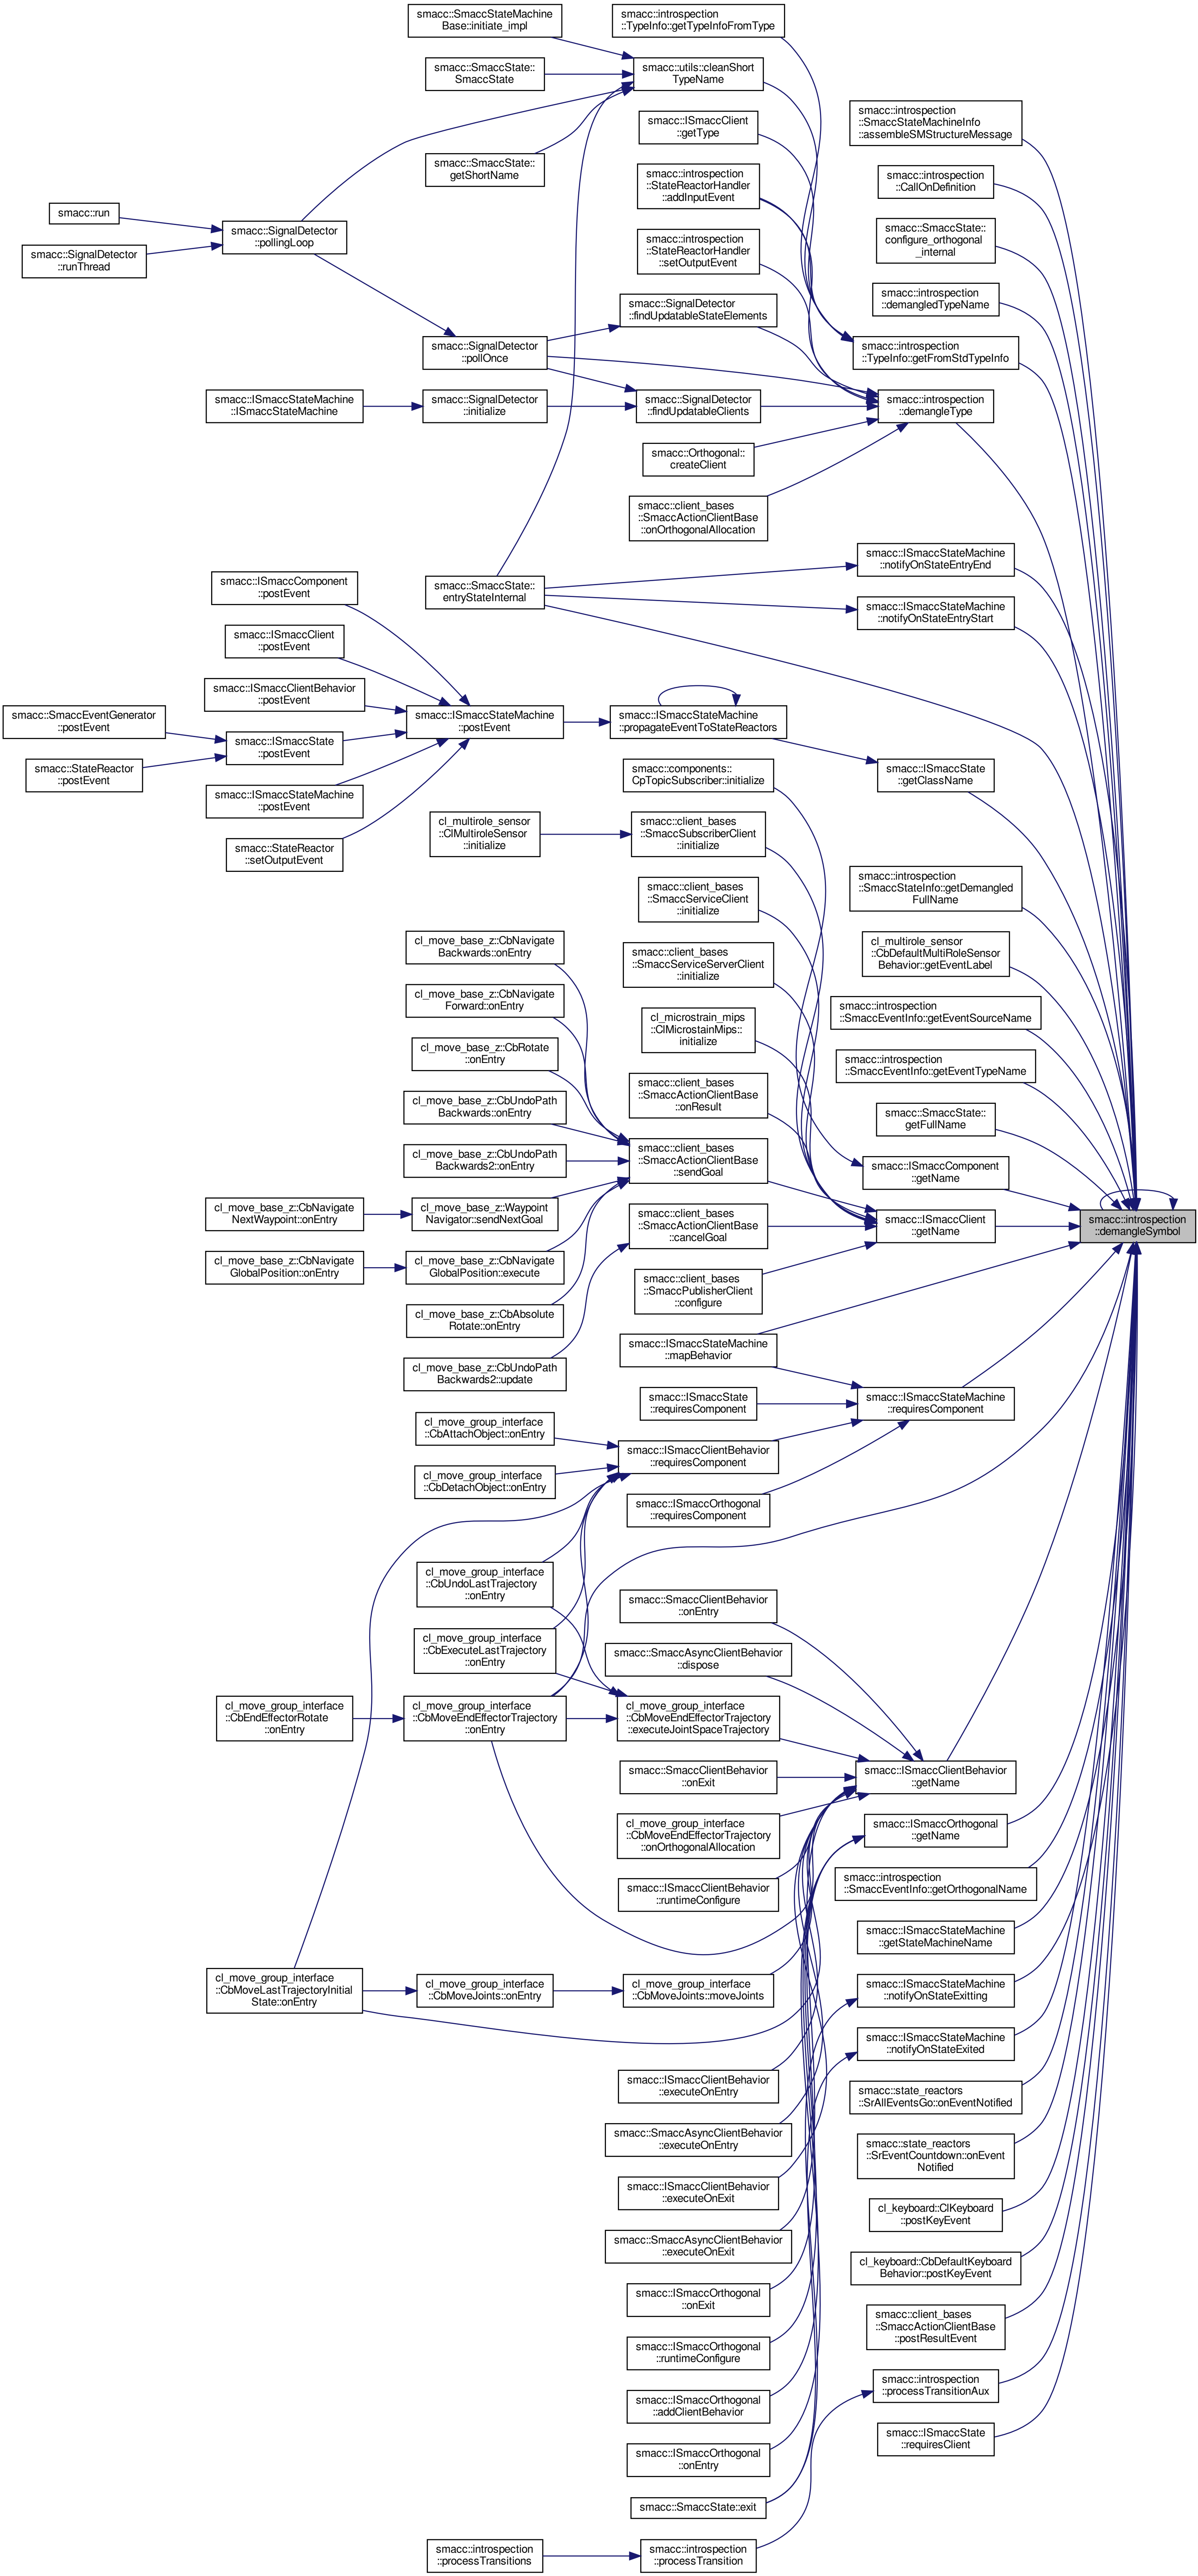 smacc::SmaccStateMachine
Base::initiate_impl
smacc::introspection
::TypeInfo::getTypeInfoFromType
smacc::SmaccState::
SmaccState
smacc::utils::cleanShort
TypeName
smacc::introspection
::SmaccStateMachineInfo
::assembleSMStructureMessage
smacc::ISmaccClient
::getType
smacc::SmaccState::
getShortName
smacc::introspection
::StateReactorHandler
::addInputEvent
smacc::introspection
::CallOnDefinition
smacc::run
smacc::SignalDetector
::pollingLoop
smacc::SignalDetector
::runThread
smacc::introspection
::StateReactorHandler
::setOutputEvent
smacc::SmaccState::
configure_orthogonal
_internal
smacc::introspection
::demangledTypeName
smacc::SignalDetector
::findUpdatableStateElements
smacc::SignalDetector
::pollOnce
smacc::introspection
::TypeInfo::getFromStdTypeInfo
smacc::ISmaccStateMachine
::ISmaccStateMachine
smacc::SignalDetector
::initialize
smacc::SignalDetector
::findUpdatableClients
smacc::introspection
::demangleType
smacc::Orthogonal::
createClient
smacc::client_bases
::SmaccActionClientBase
::onOrthogonalAllocation
smacc::ISmaccStateMachine
::notifyOnStateEntryEnd
smacc::ISmaccComponent
::postEvent
smacc::SmaccState::
entryStateInternal
smacc::ISmaccStateMachine
::notifyOnStateEntryStart
smacc::ISmaccClient
::postEvent
smacc::ISmaccClientBehavior
::postEvent
smacc::SmaccEventGenerator
::postEvent
smacc::ISmaccState
::postEvent
smacc::ISmaccStateMachine
::postEvent
smacc::ISmaccStateMachine
::propagateEventToStateReactors
smacc::StateReactor
::postEvent
smacc::ISmaccStateMachine
::postEvent
smacc::components::
CpTopicSubscriber::initialize
smacc::ISmaccState
::getClassName
smacc::StateReactor
::setOutputEvent
cl_multirole_sensor
::ClMultiroleSensor
::initialize
smacc::client_bases
::SmaccSubscriberClient
::initialize
smacc::client_bases
::SmaccServiceClient
::initialize
smacc::introspection
::SmaccStateInfo::getDemangled
FullName
cl_move_base_z::CbNavigate
Backwards::onEntry
smacc::client_bases
::SmaccServiceServerClient
::initialize
cl_multirole_sensor
::CbDefaultMultiRoleSensor
Behavior::getEventLabel
cl_move_base_z::CbNavigate
Forward::onEntry
cl_microstrain_mips
::ClMicrostainMips::
initialize
smacc::introspection
::SmaccEventInfo::getEventSourceName
cl_move_base_z::CbRotate
::onEntry
smacc::introspection
::SmaccEventInfo::getEventTypeName
cl_move_base_z::CbUndoPath
Backwards::onEntry
smacc::client_bases
::SmaccActionClientBase
::onResult
smacc::SmaccState::
getFullName
cl_move_base_z::CbUndoPath
Backwards2::onEntry
smacc::client_bases
::SmaccActionClientBase
::sendGoal
smacc::ISmaccComponent
::getName
cl_move_base_z::CbNavigate
NextWaypoint::onEntry
cl_move_base_z::Waypoint
Navigator::sendNextGoal
smacc::client_bases
::SmaccActionClientBase
::cancelGoal
smacc::ISmaccClient
::getName
smacc::introspection
::demangleSymbol
cl_move_base_z::CbNavigate
GlobalPosition::onEntry
cl_move_base_z::CbNavigate
GlobalPosition::execute
smacc::client_bases
::SmaccPublisherClient
::configure
cl_move_base_z::CbAbsolute
Rotate::onEntry
smacc::ISmaccStateMachine
::mapBehavior
cl_move_base_z::CbUndoPath
Backwards2::update
smacc::ISmaccState
::requiresComponent
smacc::ISmaccStateMachine
::requiresComponent
cl_move_group_interface
::CbAttachObject::onEntry
smacc::ISmaccClientBehavior
::requiresComponent
cl_move_group_interface
::CbDetachObject::onEntry
smacc::ISmaccOrthogonal
::requiresComponent
cl_move_group_interface
::CbUndoLastTrajectory
::onEntry
smacc::SmaccClientBehavior
::onEntry
cl_move_group_interface
::CbExecuteLastTrajectory
::onEntry
smacc::SmaccAsyncClientBehavior
::dispose
cl_move_group_interface
::CbEndEffectorRotate
::onEntry
cl_move_group_interface
::CbMoveEndEffectorTrajectory
::onEntry
cl_move_group_interface
::CbMoveEndEffectorTrajectory
::executeJointSpaceTrajectory
smacc::SmaccClientBehavior
::onExit
smacc::ISmaccClientBehavior
::getName
cl_move_group_interface
::CbMoveEndEffectorTrajectory
::onOrthogonalAllocation
smacc::ISmaccOrthogonal
::getName
smacc::ISmaccClientBehavior
::runtimeConfigure
smacc::introspection
::SmaccEventInfo::getOrthogonalName
smacc::ISmaccStateMachine
::getStateMachineName
cl_move_group_interface
::CbMoveLastTrajectoryInitial
State::onEntry
cl_move_group_interface
::CbMoveJoints::onEntry
cl_move_group_interface
::CbMoveJoints::moveJoints
smacc::ISmaccStateMachine
::notifyOnStateExitting
smacc::ISmaccStateMachine
::notifyOnStateExited
smacc::ISmaccClientBehavior
::executeOnEntry
smacc::state_reactors
::SrAllEventsGo::onEventNotified
smacc::SmaccAsyncClientBehavior
::executeOnEntry
smacc::state_reactors
::SrEventCountdown::onEvent
Notified
smacc::ISmaccClientBehavior
::executeOnExit
cl_keyboard::ClKeyboard
::postKeyEvent
smacc::SmaccAsyncClientBehavior
::executeOnExit
cl_keyboard::CbDefaultKeyboard
Behavior::postKeyEvent
smacc::ISmaccOrthogonal
::onExit
smacc::client_bases
::SmaccActionClientBase
::postResultEvent
smacc::ISmaccOrthogonal
::runtimeConfigure
smacc::introspection
::processTransitionAux
smacc::ISmaccOrthogonal
::addClientBehavior
smacc::ISmaccState
::requiresClient
smacc::ISmaccOrthogonal
::onEntry
smacc::SmaccState::exit
smacc::introspection
::processTransitions
smacc::introspection
::processTransition